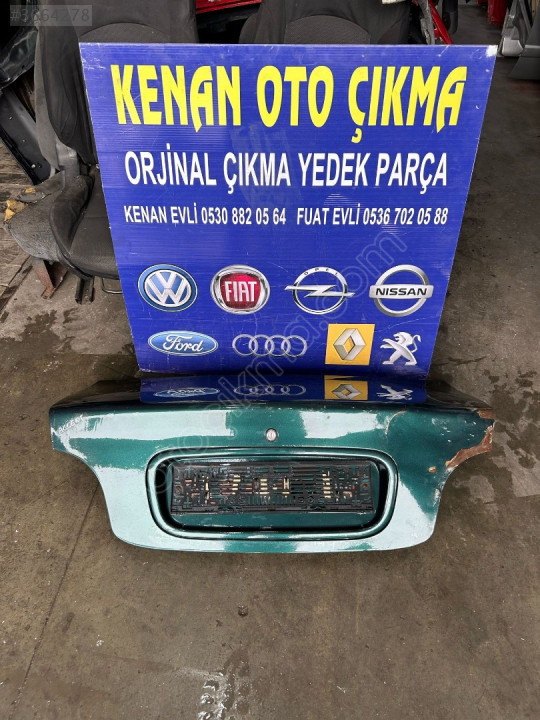 KENAN OTO ÇIKMA
ORJİNAL ÇIKMA YEDEK PARÇA
KENAN EVLİ 0530 882 05 64 FUAT EVLİ 0536 702 05 88
FIAT
OPEL
NISSAN
Ford